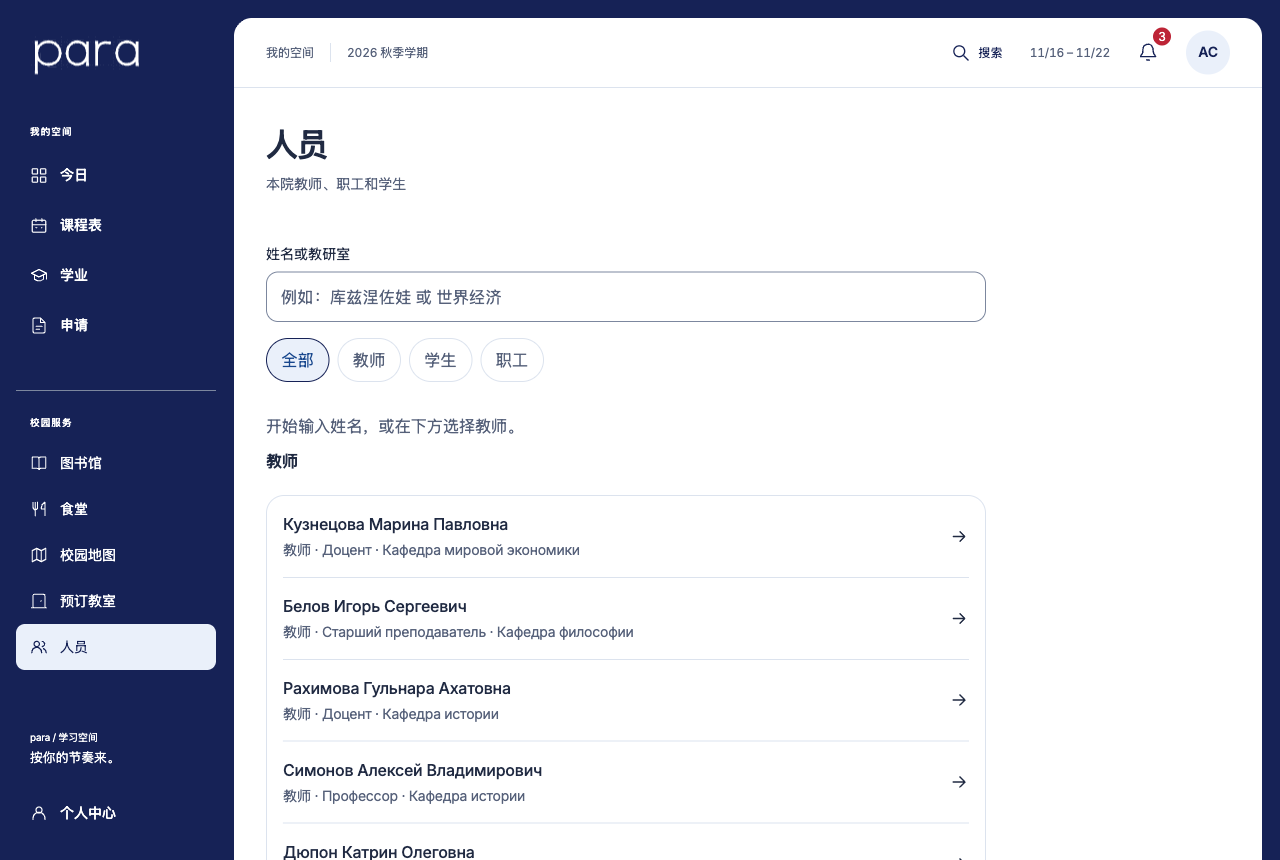 para
我的空间
今日
课程表
学业
申请
校园服务
图书馆
食堂
校园地图
预订教室
人员
para / 学习空间
按你的节奏来。
个人中心
我的空间
2026 秋季学期
搜索
11/16 – 11/22
3
AC
人员
本院教师、职工和学生
姓名或教研室
例如：库兹涅佐娃 或 世界经济
全部
教师
学生
职工
开始输入姓名，或在下方选择教师。
教师
Кузнецова Марина Павловна
教师 · Доцент · Кафедра мировой экономики
Белов Игорь Сергеевич
教师 · Старший преподаватель · Кафедра философии
Рахимова Гульнара Ахатовна
教师 · Доцент · Кафедра истории
Симонов Алексей Владимирович
教师 · Профессор · Кафедра истории
Дюпон Катрин Олеговна